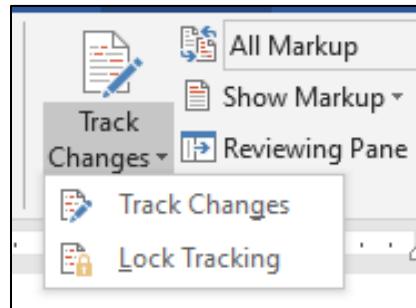 All Markup
Show Markup
Track
Changes
Reviewing Pane
Track Changes
Lock Tracking